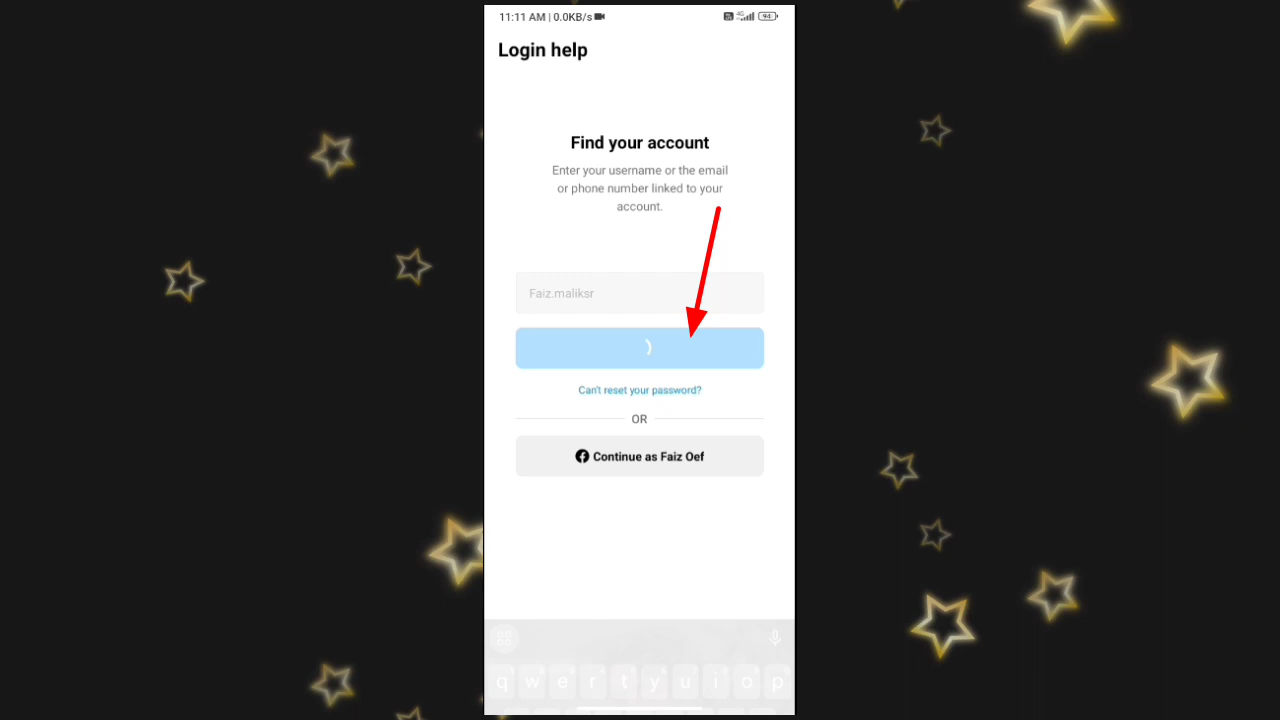 11:11 AM | 0.0KB/s
4G
94
Login help
Find your account
Enter your username or the email
or phone number linked to your
account.
Faiz.maliksr
Can't reset your password?
OR
Continue as Faiz Oef
q w e r t y u i o p